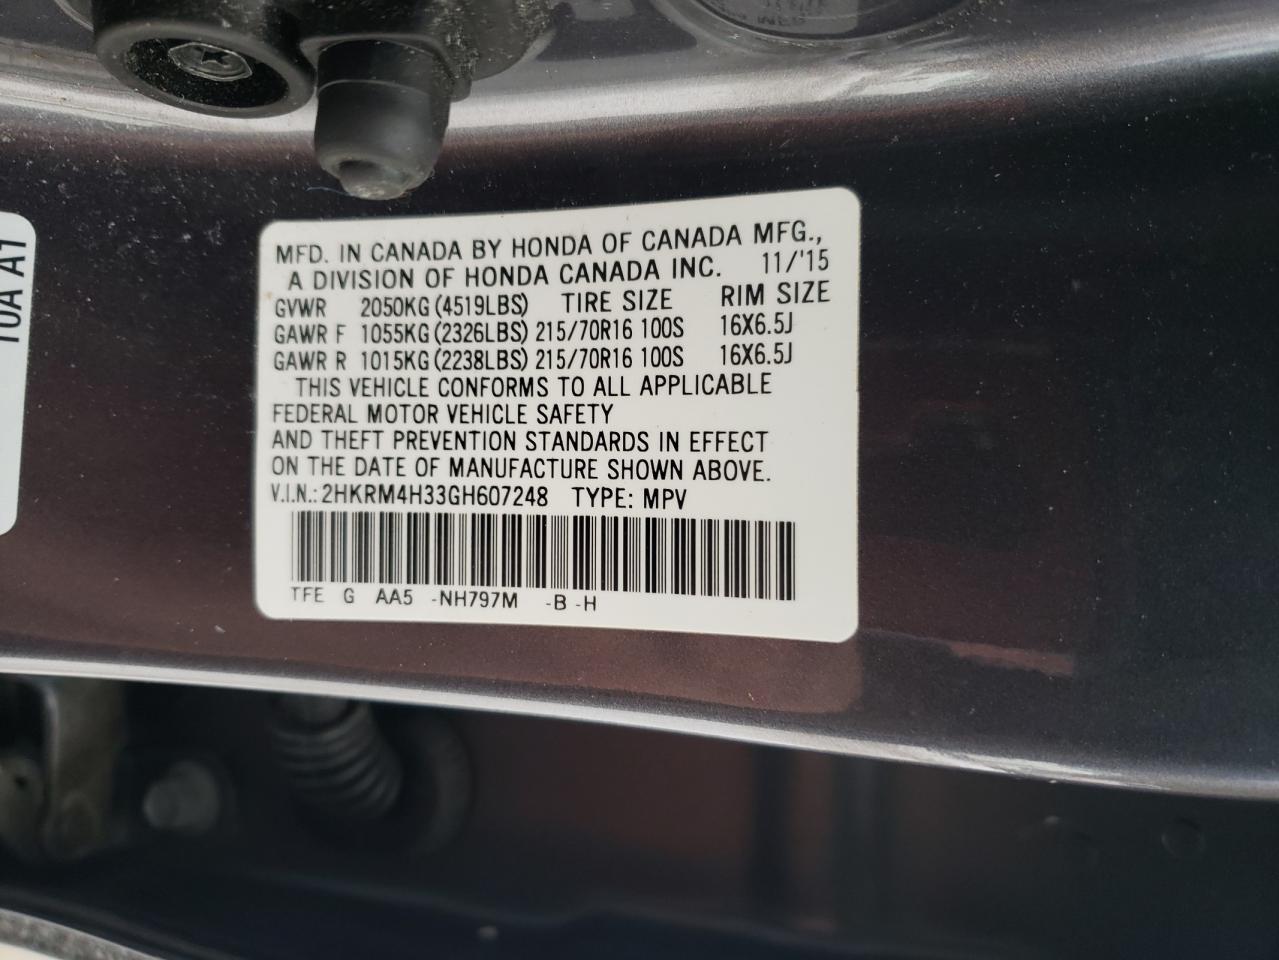 MFD. IN CANADA BY HONDA OF CANADA MFG.,
A DIVISION OF HONDA CANADA INC. 11/'15
GVWR 2050KG(4519LBS) TIRE SIZE RIM SIZE
GAWR F 1055KG(2326LBS) 215/70R16 100S 16X6.5J
GAWR R 1015KG(2238LBS) 215/70R16 100S 16X6.5J
THIS VEHICLE CONFORMS TO ALL APPLICABLE
FEDERAL MOTOR VEHICLE SAFETY
AND THEFT PREVENTION STANDARDS IN EFFECT
ON THE DATE OF MANUFACTURE SHOWN ABOVE.
V.I.N.: 2HKRM4H33GH607248 TYPE: MPV
TFE G AA5 -NH797M -B -H